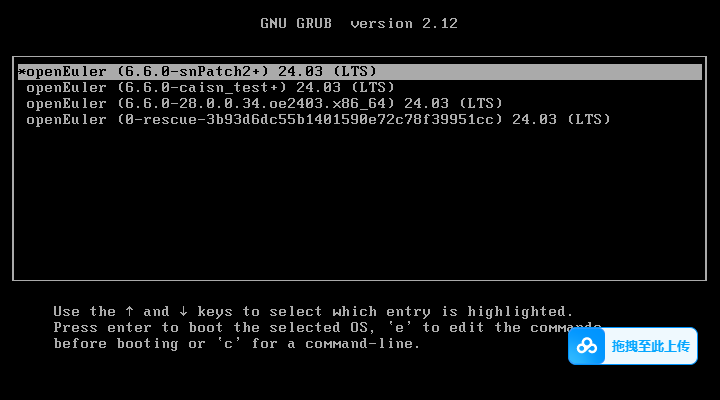 GNU GRUB  version 2.12
*openEuler (6.6.0-snPatch2+) 24.03 (LTS)
openEuler (6.6.0-caisn_test+) 24.03 (LTS)
openEuler (6.6.0-28.0.0.34.oe2403.x86_64) 24.03 (LTS)
openEuler (0-rescue-3b93d6dc55b1401590e72c78f39951cc) 24.03 (LTS)
Use the ↑ and ↓ keys to select which entry is highlighted.
Press enter to boot the selected OS, `e' to edit the commands
before booting or `c' for a command-line.
拖拽至此上传